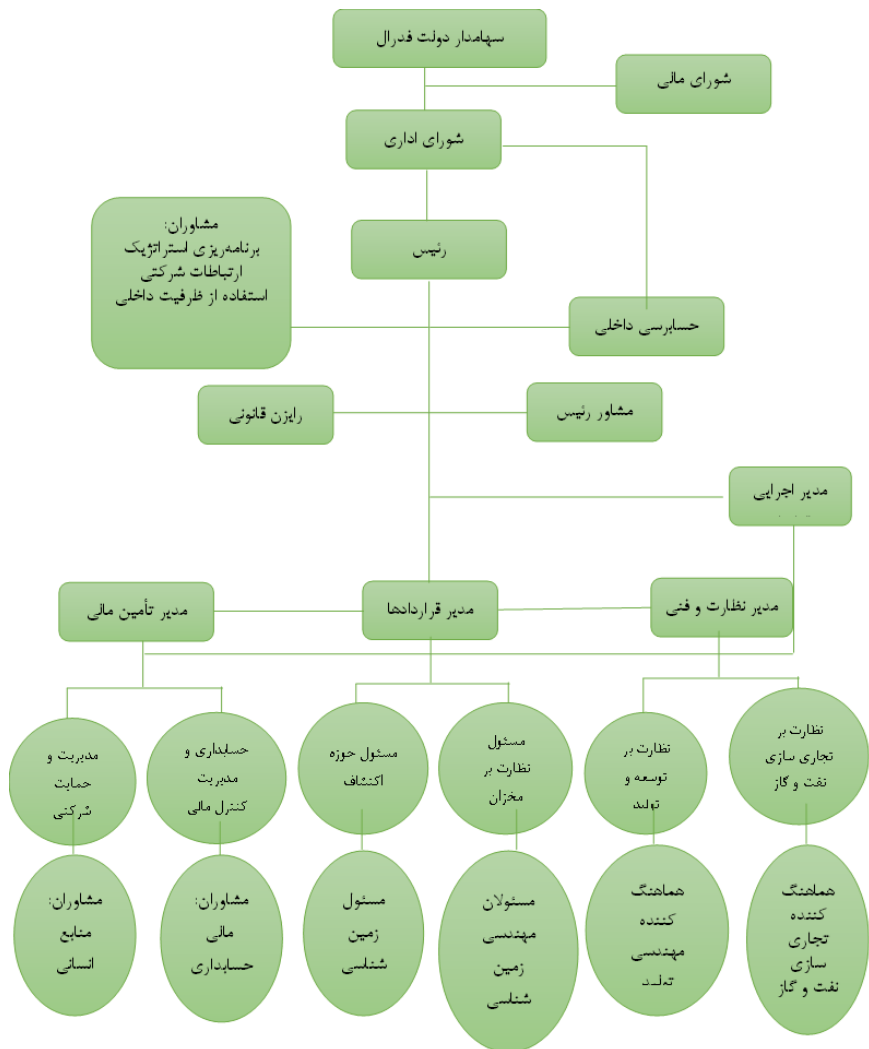 سهامدار دولت فدرال
شورای مالی
شورای اداری
مشاوران:
برنامه‌ریزی استراتژیک
ارتباطات شرکتی
استفاده از ظرفیت داخلی
رئیس
حسابرسی داخلی
مشاور رئیس
رایزن قانونی
مدیر اجرایی
مدیر نظارت و فنی
مدیر قراردادها
مدیر تأمین مالی
نظارت بر
تجاری سازی
نفت و گاز
نظارت بر
توسعه و
تولید
مسئول
نظارت بر
مخزان
مسئول حوزه
اکتشاف
حسابداری و
مدیریت
کنترل مالی
مدیریت و
حمایت
شرکتی
هماهنگ
کننده
تجاری
سازی
نفت و گاز
هماهنگ
کننده
مهندسی
تولید
مسئولان
مهندسی
زمین
شناسی
مسئول
زمین
شناسی
مشاوران:
مالی
حسابداری
مشاوران:
منابع
انسانی